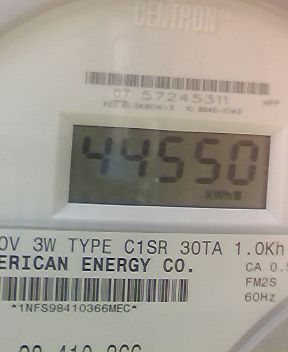 CENTRON®
07 57245311
HPP
44550
kWh
0V 3W TYPE C1SR 30TA 1.0Kh
ERICAN ENERGY CO.
CA 0.5
FM2S
60Hz
*1NFS98410366MEC*